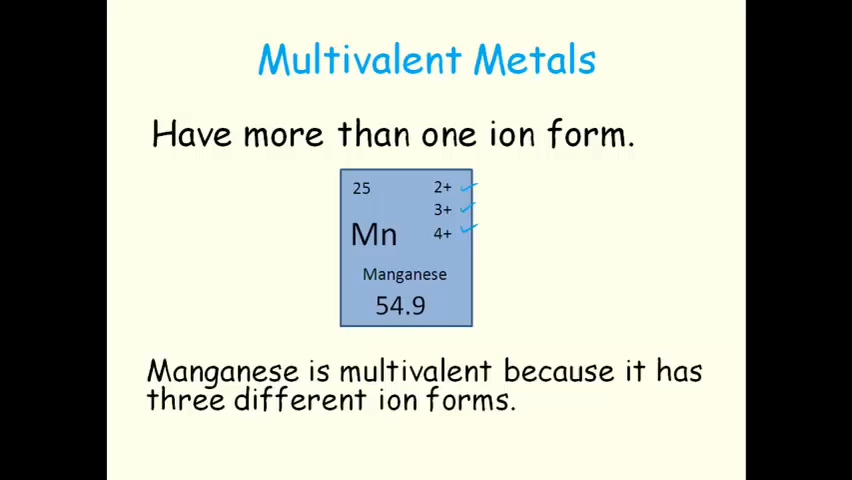 Multivalent Metals
Have more than one ion form.
25 2+
3+
Mn 4+
Manganese
54.9
Manganese is multivalent because it has
three different ion forms.